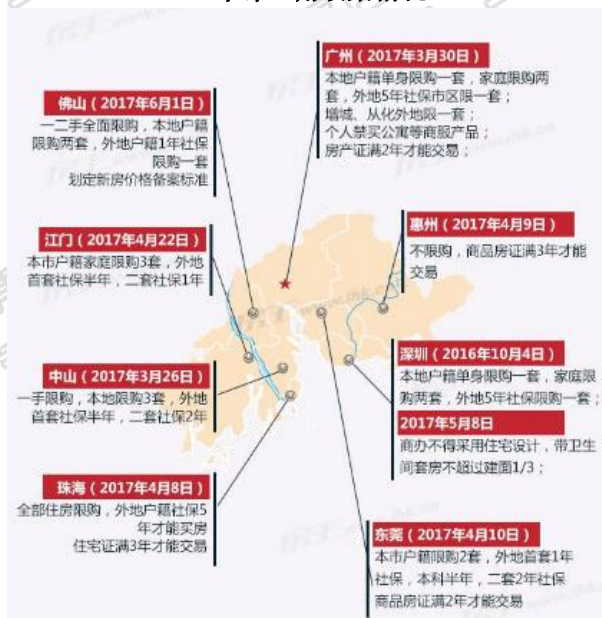 广州（2017年3月30日）
本地户籍单身限购一套，家庭限购两
套，外地5年社保市区限一套；
增城、从化外地限一套；
个人禁买公寓等商服产品；
房产证满2年才能交易；
佛山（2017年6月1日）
一二手全面限购，本地户籍
限购两套，外地户籍1年社保
限购一套
划定新房价格备案标准
江门（2017年4月22日）
本市户籍家庭限购3套，外地
首套社保半年，二套社保1年
惠州（2017年4月9日）
不限购，商品房证满3年才能
交易
中山（2017年3月26日）
一手限购，本地限购3套，外地
首套社保半年，二套社保2年
深圳（2016年10月4日）
本地户籍单身限购一套，家庭限
购两套，外地5年社保限购一套；
2017年5月8日
商办不得采用住宅设计，带卫生
间套房不超过建面1/3；
珠海（2017年4月8日）
全部住房限购，外地户籍社保5
年才能买房
住宅证满3年才能交易
东莞（2017年4月10日）
本市户籍限购2套，外地首套1年
社保，本科半年，二套2年社保
商品房证满2年才能交易